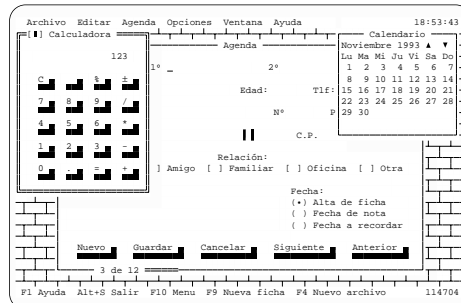 Archivo Editar Agenda Opciones Ventana Ayuda 18:53:43
[▮] Calculadora
123
C ← % ±
7 8 9 /
4 5 6 *
1 2 3 -
0 . = +
Agenda
1º _ 2º
Edad: Tlf:
Nº P
C.P.
Relación:
] Amigo [ ] Familiar [ ] Oficina [ ] Otra
Fecha:
(•) Alta de ficha
( ) Fecha de nota
( ) Fecha a recordar
Nuevo Guardar Cancelar Siguiente Anterior
3 de 12
Calendario
Noviembre 1993 ▲ ▼
Lu Ma Mi Ju Vi Sa Do
1 2 3 4 5 6 7
8 9 10 11 12 13 14
15 16 17 18 19 20 21
22 23 24 25 26 27 28
29 30
F1 Ayuda Alt+S Salir F10 Menu F9 Nueva ficha F4 Nuevo archivo 114704